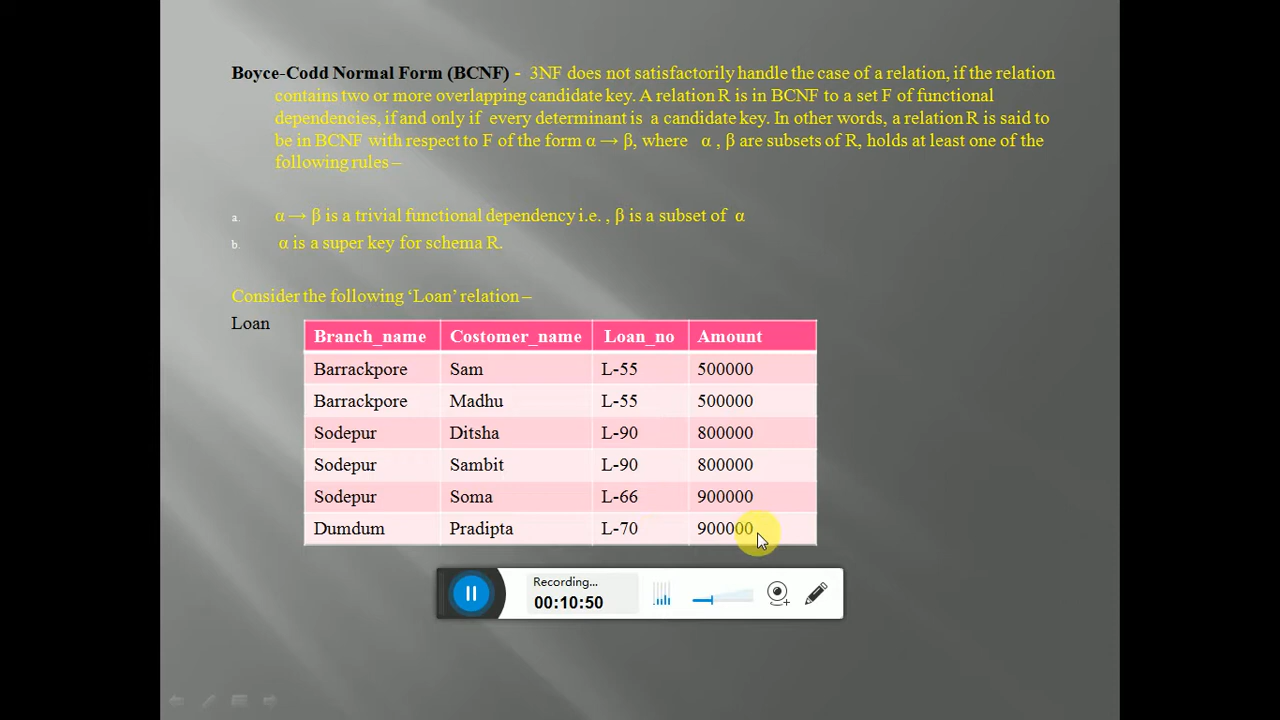 Boyce-Codd Normal Form (BCNF) - 3NF does not satisfactorily handle the case of a relation, if the relation
contains two or more overlapping candidate key. A relation R is in BCNF to a set F of functional
dependencies, if and only if every determinant is a candidate key. In other words, a relation R is said to
be in BCNF with respect to F of the form α → β, where α , β are subsets of R, holds at least one of the
following rules –
a. α → β is a trivial functional dependency i.e. , β is a subset of α
b. α is a super key for schema R.
Consider the following ‘Loan’ relation –
Loan
Branch_name Costomer_name Loan_no Amount
Barrackpore Sam L-55 500000
Barrackpore Madhu L-55 500000
Sodepur Ditsha L-90 800000
Sodepur Sambit L-90 800000
Sodepur Soma L-66 900000
Dumdum Pradipta L-70 900000
Recording...
00:10:50